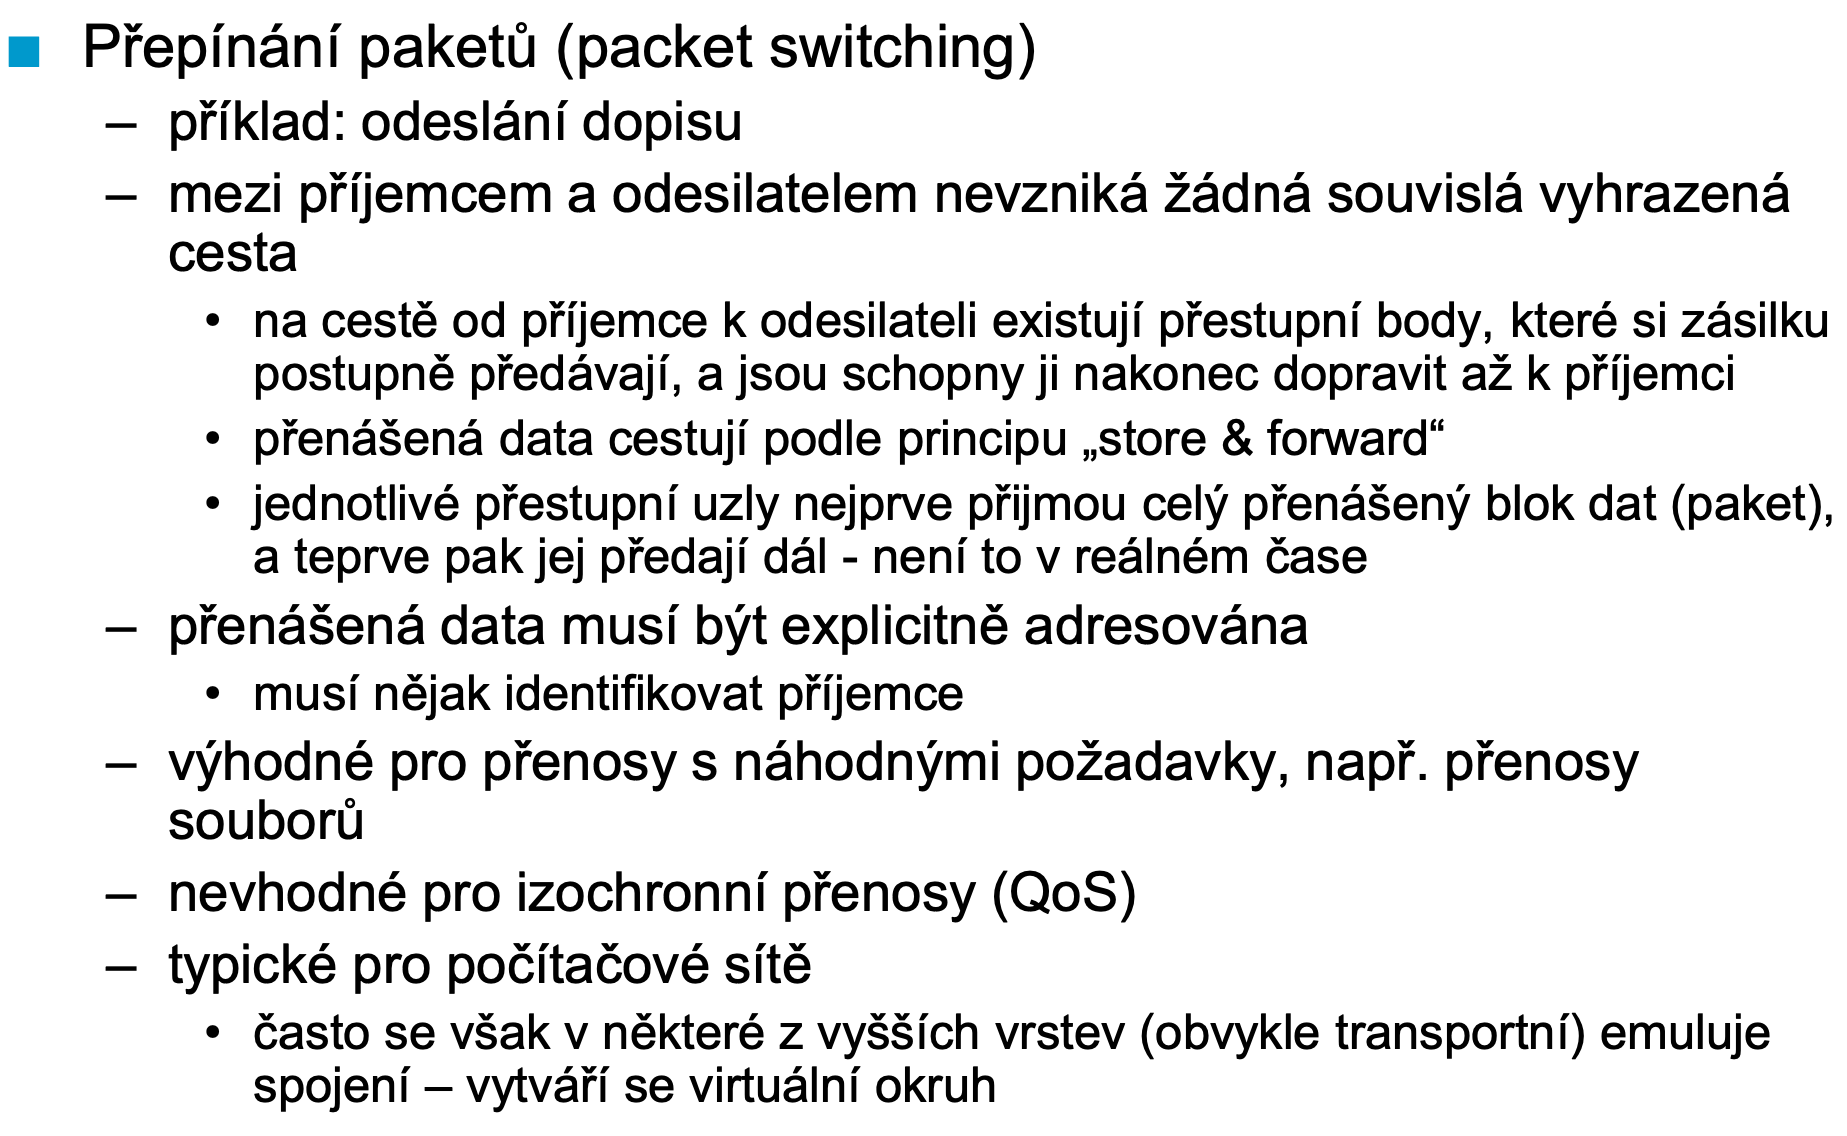 ■ Přepínání paketů (packet switching)
– příklad: odeslání dopisu
– mezi příjemcem a odesilatelem nevzniká žádná souvislá vyhrazená
cesta
• na cestě od příjemce k odesilateli existují přestupní body, které si zásilku
postupně předávají, a jsou schopny ji nakonec dopravit až k příjemci
• přenášená data cestují podle principu „store & forward“
• jednotlivé přestupní uzly nejprve přijmou celý přenášený blok dat (paket),
a teprve pak jej předají dál - není to v reálném čase
– přenášená data musí být explicitně adresována
• musí nějak identifikovat příjemce
– výhodné pro přenosy s náhodnými požadavky, např. přenosy
souborů
– nevhodné pro izochronní přenosy (QoS)
– typické pro počítačové sítě
• často se však v některé z vyšších vrstev (obvykle transportní) emuluje
spojení – vytváří se virtuální okruh